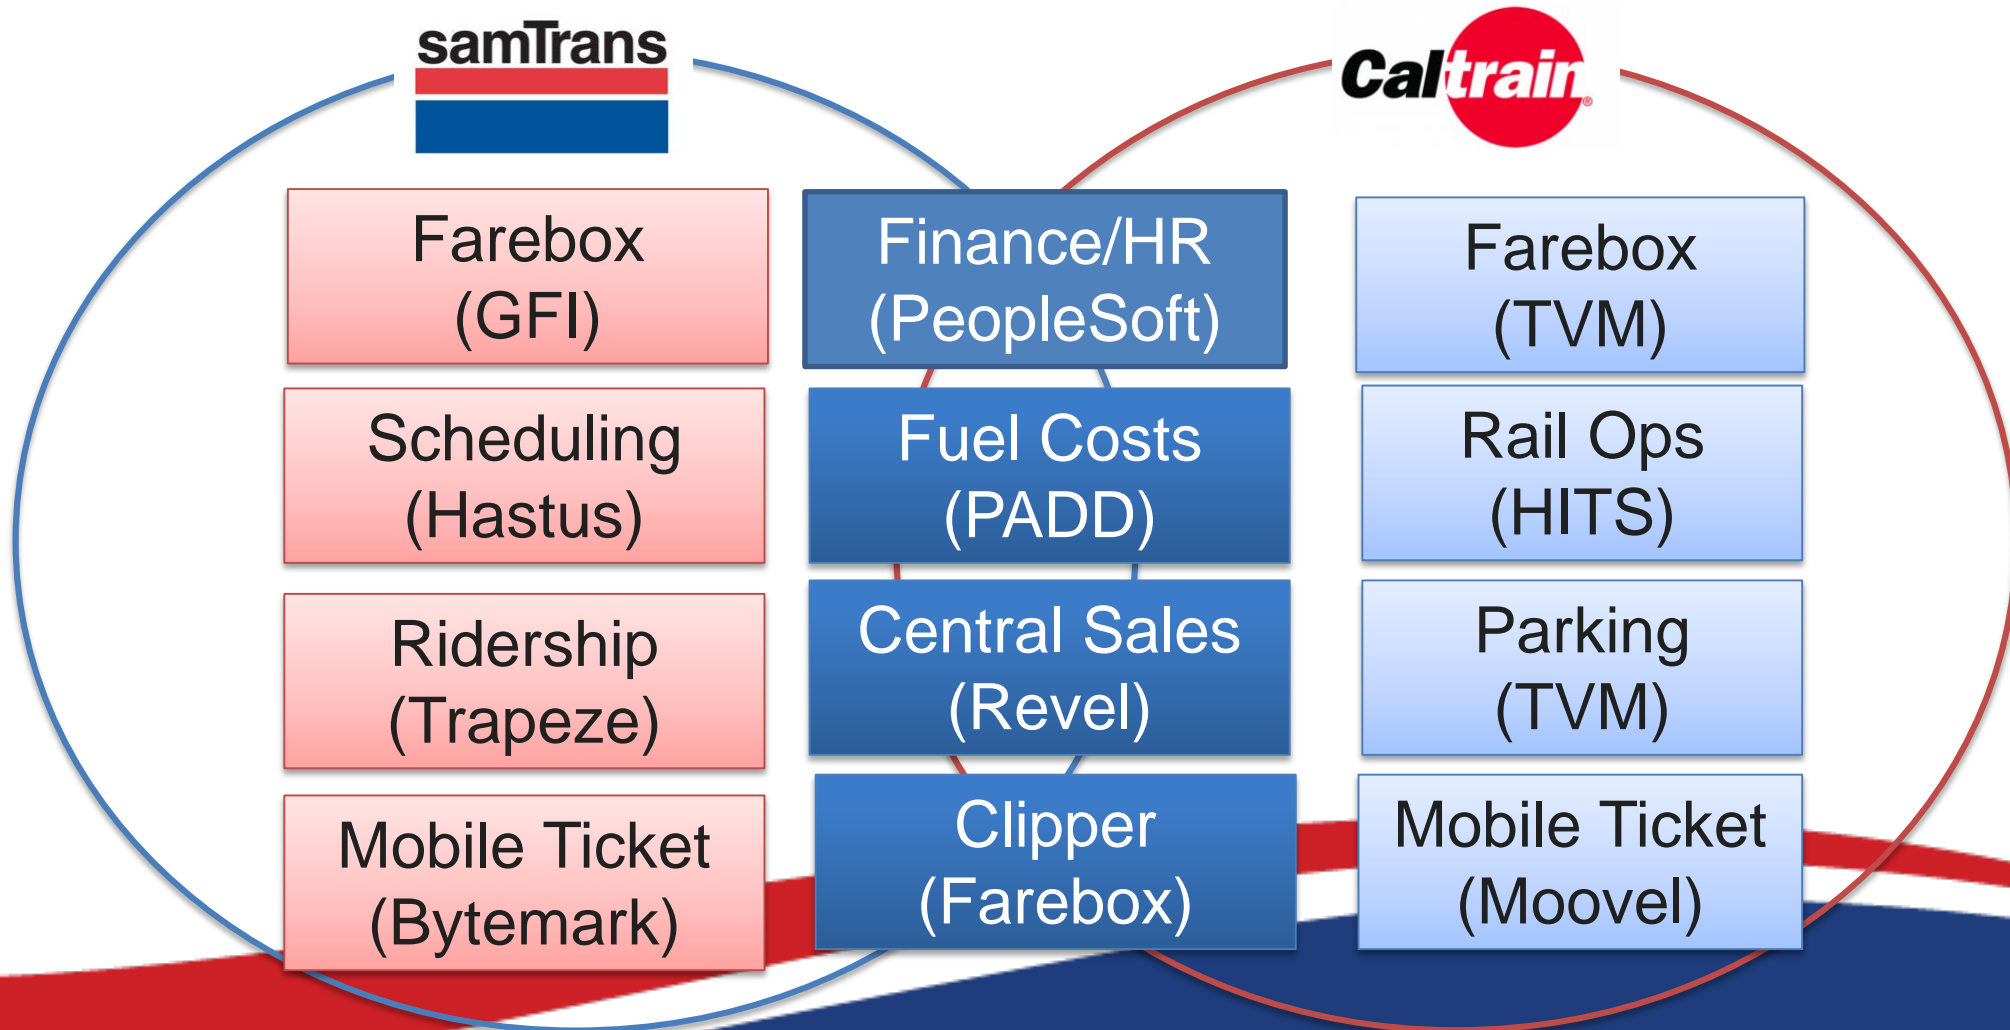 samTrans
Caltrain®
Farebox
(GFI)
Finance/HR
(PeopleSoft)
Farebox
(TVM)
Scheduling
(Hastus)
Fuel Costs
(PADD)
Rail Ops
(HITS)
Ridership
(Trapeze)
Central Sales
(Revel)
Parking
(TVM)
Mobile Ticket
(Bytemark)
Clipper
(Farebox)
Mobile Ticket
(Moovel)